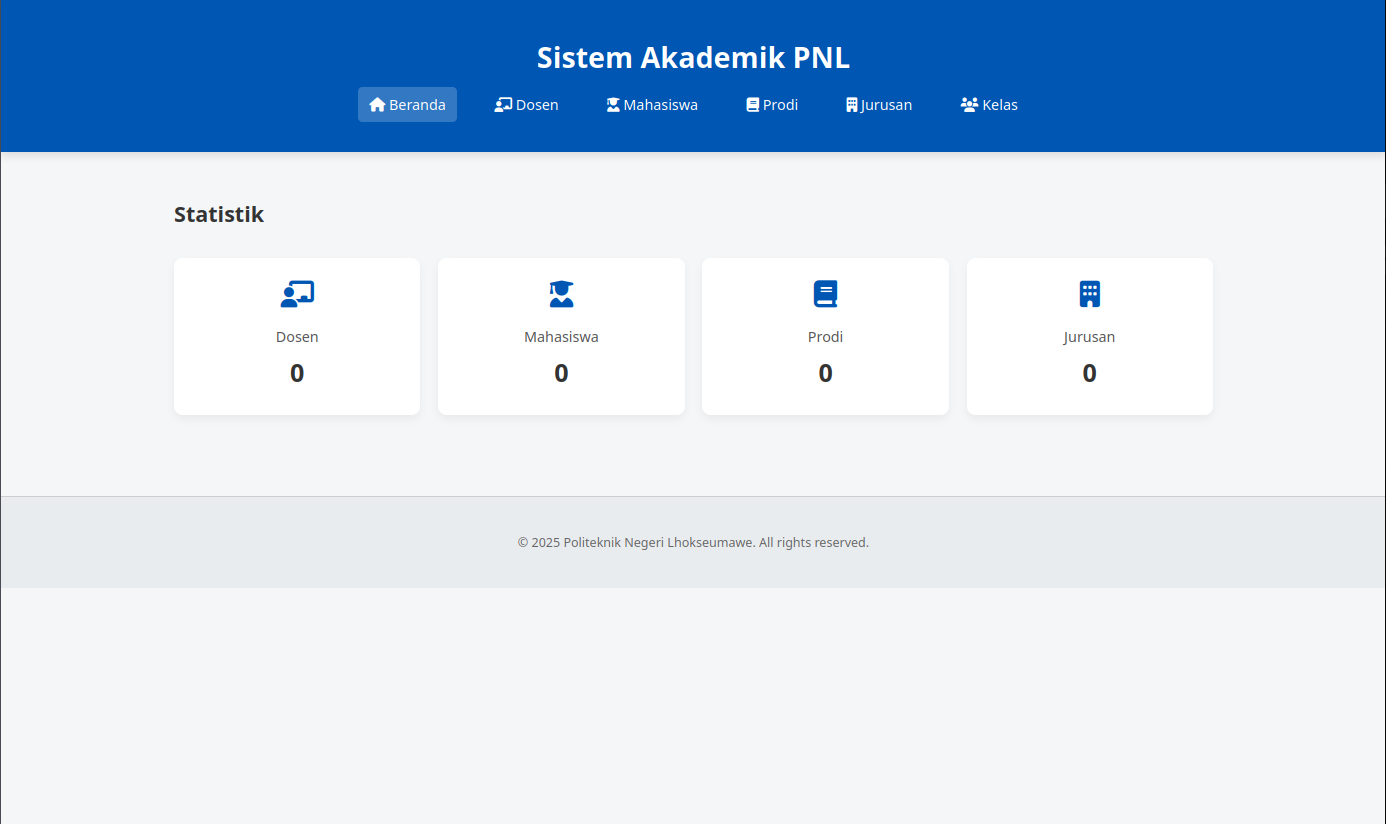 Sistem Akademik PNL
Beranda Dosen Mahasiswa Prodi Jurusan Kelas
Statistik
Dosen Mahasiswa Prodi Jurusan
0 0 0 0
© 2025 Politeknik Negeri Lhokseumawe. All rights reserved.